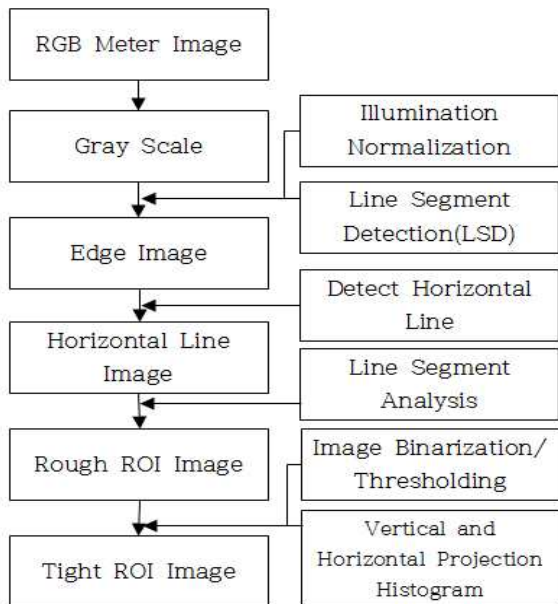 RGB Meter Image
Gray Scale
Illumination
Normalization
Line Segment
Detection(LSD)
Edge Image
Detect Horizontal
Line
Horizontal Line
Image
Line Segment
Analysis
Rough ROI Image
Image Binarization/
Thresholding
Tight ROI Image
Vertical and
Horizontal Projection
Histogram